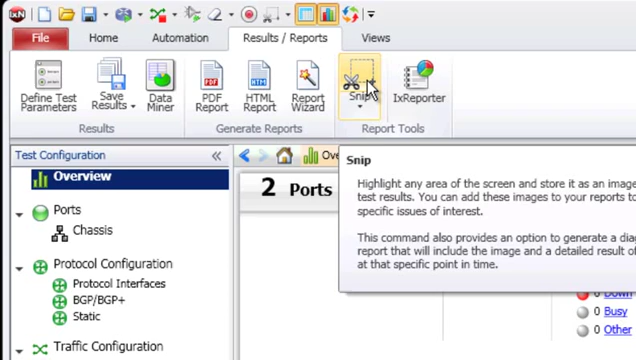 IxN
File Home Automation Results / Reports Views
Define Test Parameters
Save Results
Data Miner
PDF Report
HTML Report
Report Wizard
Snip
IxReporter
Results Generate Reports Report Tools
Test Configuration
Ove
Overview
Ports
Chassis
Protocol Configuration
Protocol Interfaces
BGP/BGP+
Static
Traffic Configuration
2 Ports
Snip
Highlight any area of the screen and store it as an image
test results. You can add these images to your reports to
specific issues of interest.
This command also provides an option to generate a dia
report that will include the image and a detailed result of
at that specific point in time.
0 Down
0 Busy
0 Other